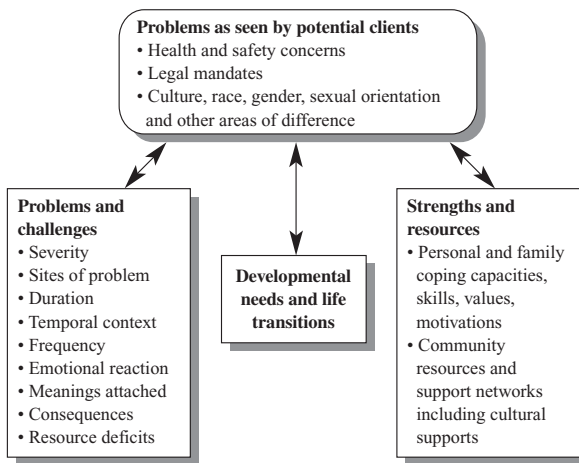 Problems as seen by potential clients
• Health and safety concerns
• Legal mandates
• Culture, race, gender, sexual orientation
and other areas of difference
Problems and
challenges
• Severity
• Sites of problem
• Duration
• Temporal context
• Frequency
• Emotional reaction
• Meanings attached
• Consequences
• Resource deficits
Developmental
needs and life
transitions
Strengths and
resources
• Personal and family
coping capacities,
skills, values,
motivations
• Community
resources and
support networks
including cultural
supports